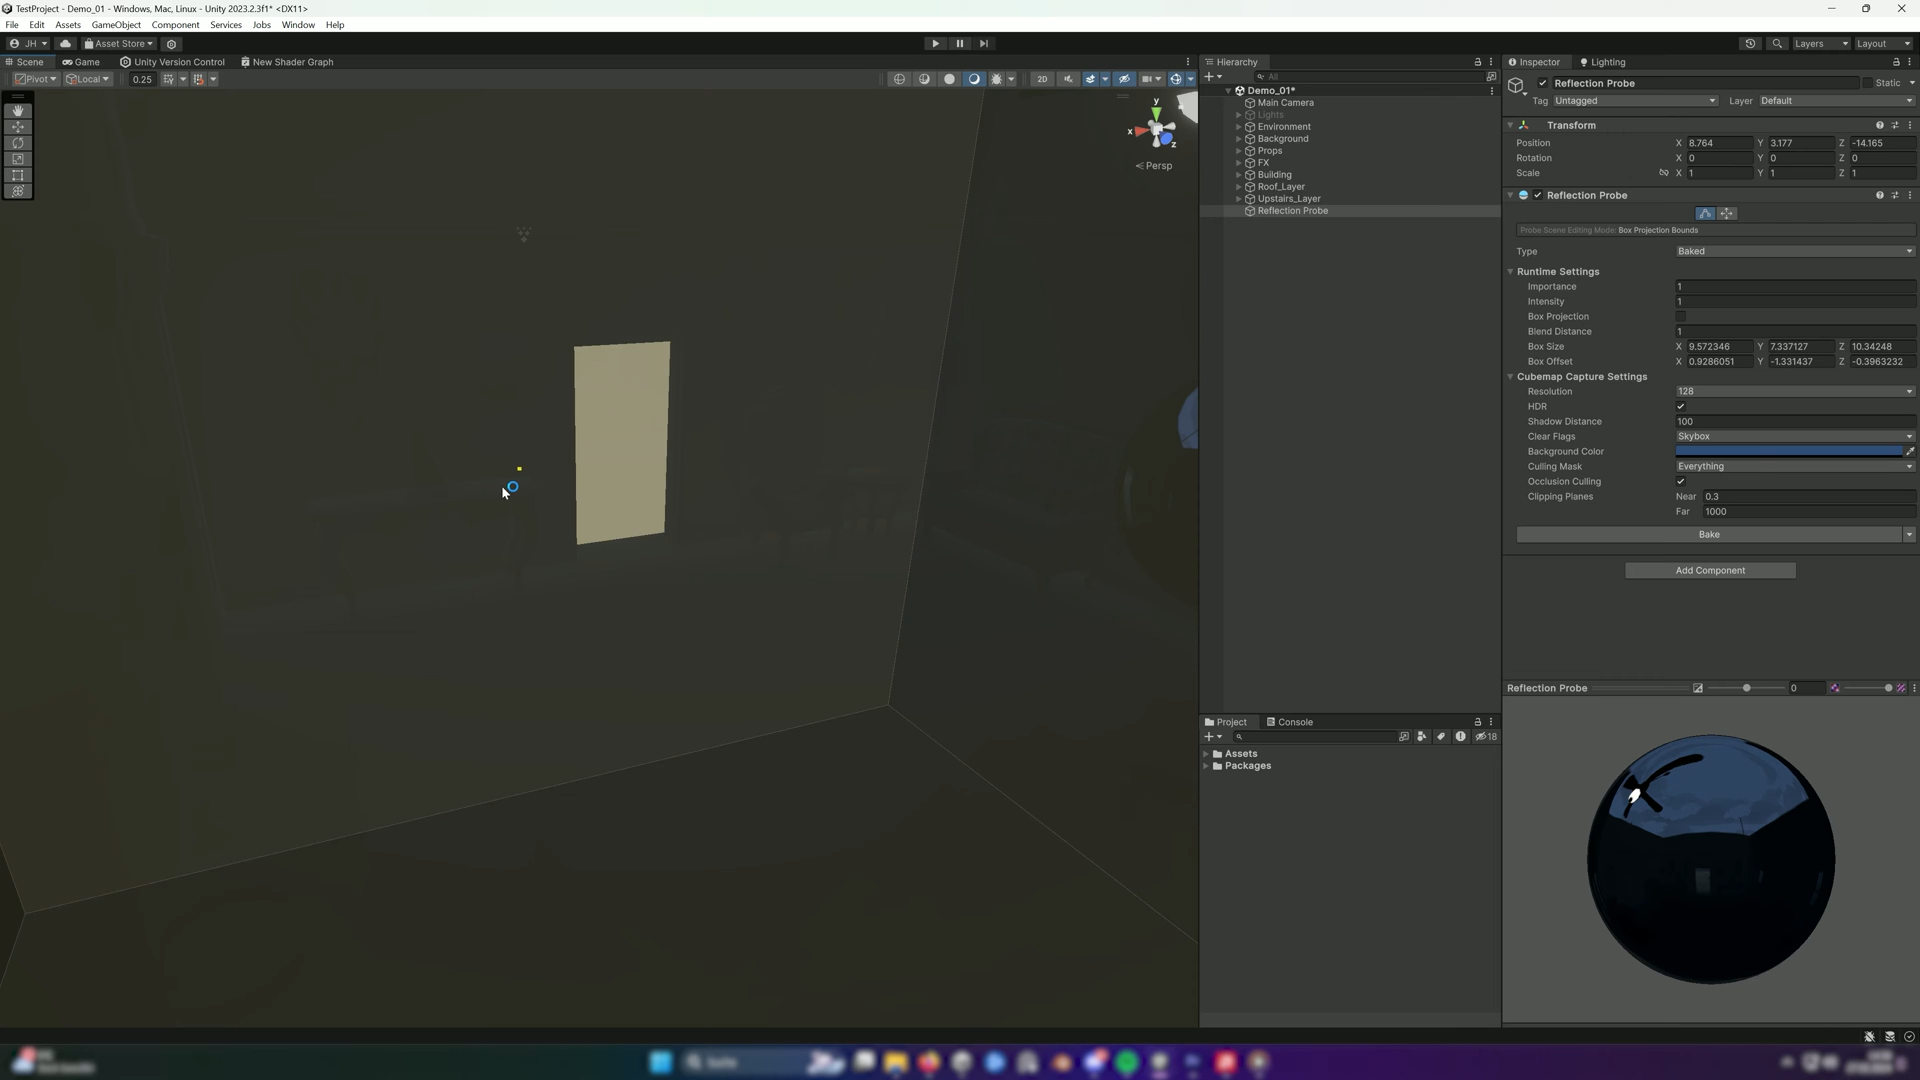 TestProject - Demo_01 - Windows, Mac, Linux - Unity 2023.2.3f1* <DX11>
File Edit Assets GameObject Component Services Jobs Window Help
JH Asset Store Layers Layout
Scene Game Unity Version Control New Shader Graph
Pivot Local 0.25 2D
y
x
z
Persp
Hierarchy
All
Demo_01*
Main Camera
Lights
Environment
Background
Props
FX
Building
Roof_Layer
Upstairs_Layer
Reflection Probe
Project Console
18
Assets
Packages
Inspector Lighting
Reflection Probe Static
Tag Untagged Layer Default
Transform
Position X 8.764 Y 3.177 Z -14.165
Rotation X 0 Y 0 Z 0
Scale X 1 Y 1 Z 1
Reflection Probe
Probe Scene Editing Mode: Box Projection Bounds
Type Baked
Runtime Settings
Importance 1
Intensity 1
Box Projection
Blend Distance 1
Box Size X 9.572346 Y 7.337127 Z 10.34248
Box Offset X 0.9286051 Y -1.331437 Z -0.3963232
Cubemap Capture Settings
Resolution 128
HDR
Shadow Distance 100
Clear Flags Skybox
Background Color
Culling Mask Everything
Occlusion Culling
Clipping Planes Near 0.3
Far 1000
Bake
Add Component
Reflection Probe 0